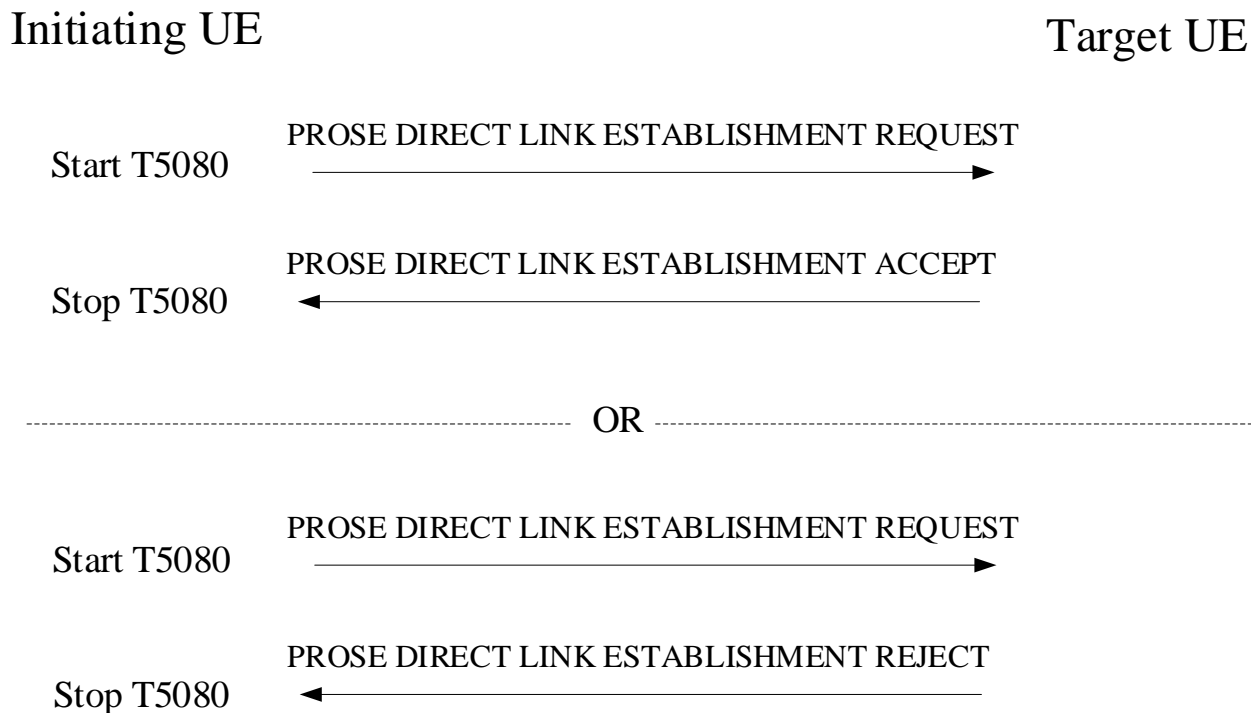 Initiating UE
Target UE
PROSE DIRECT LINK ESTABLISHMENT REQUEST
Start T5080
PROSE DIRECT LINK ESTABLISHMENT ACCEPT
Stop T5080
OR
PROSE DIRECT LINK ESTABLISHMENT REQUEST
Start T5080
PROSE DIRECT LINK ESTABLISHMENT REJECT
Stop T5080